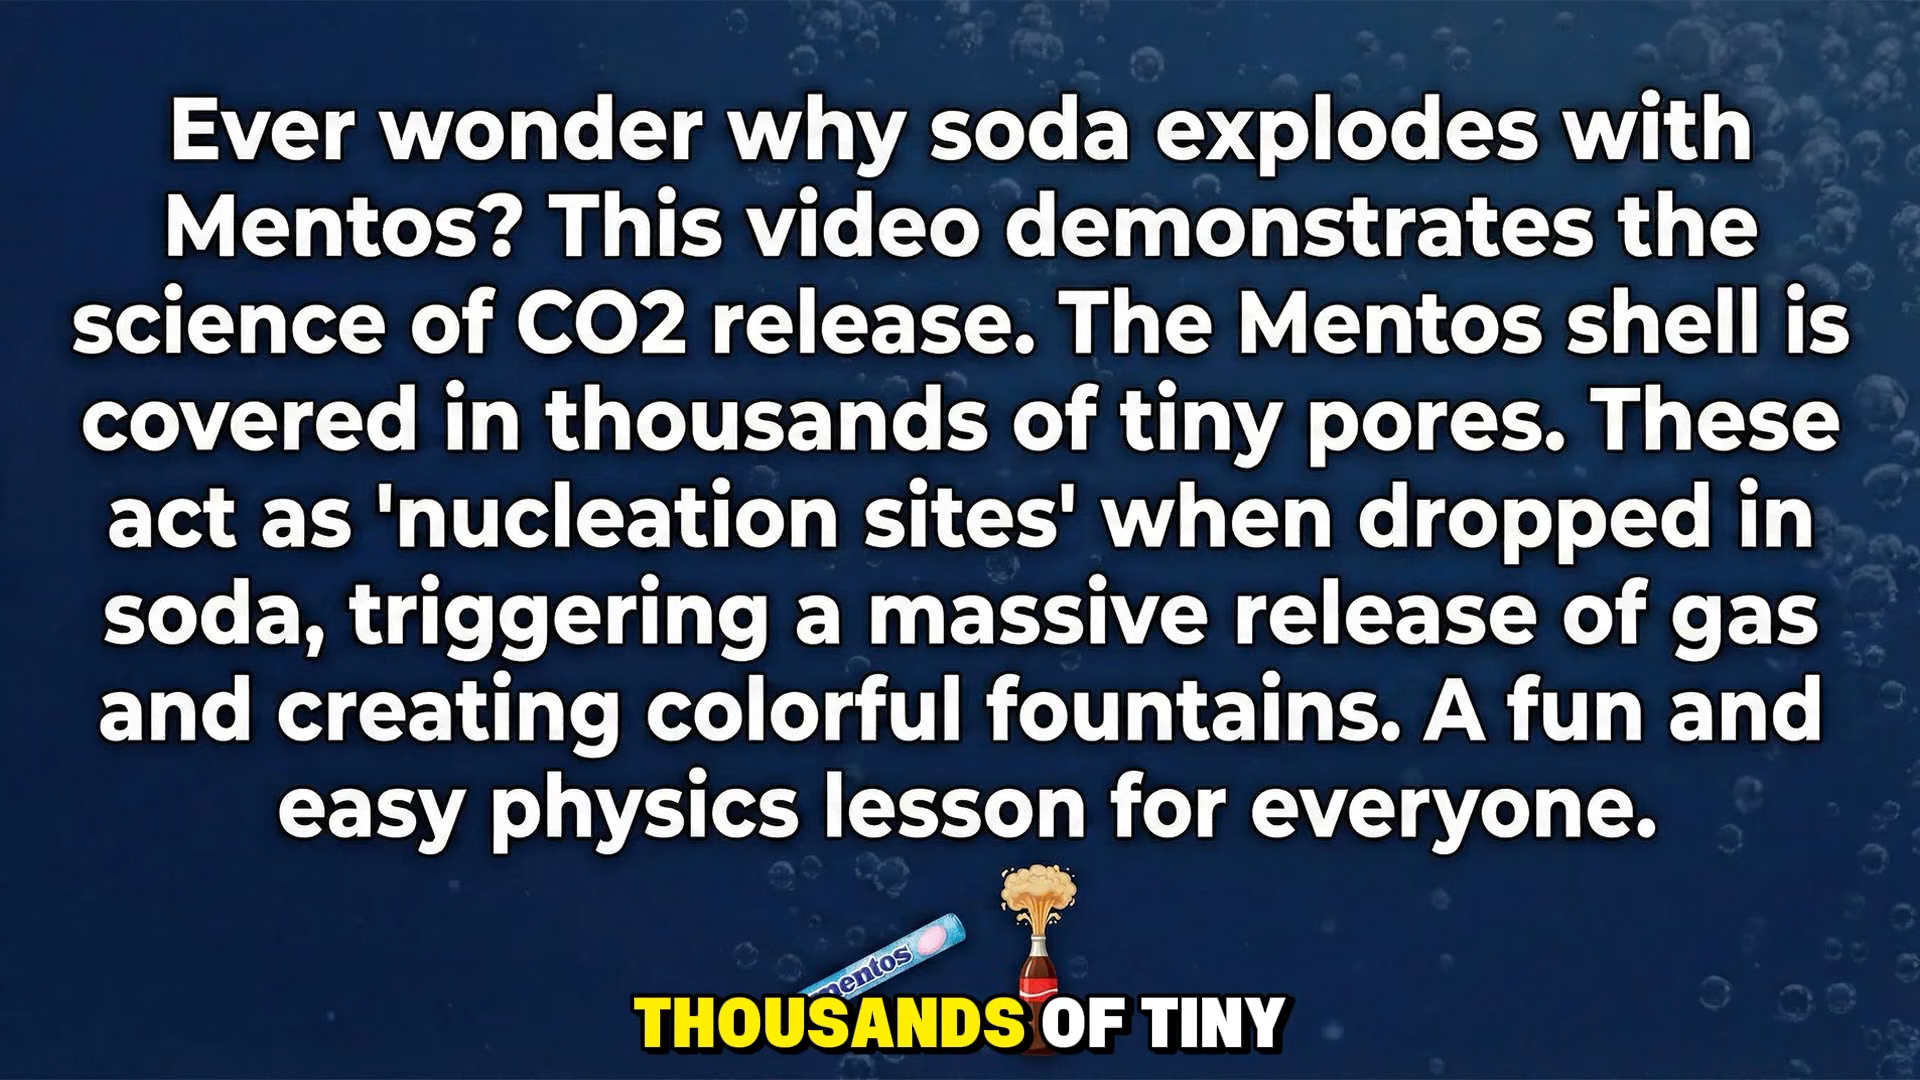 Ever wonder why soda explodes with
Mentos? This video demonstrates the
science of CO2 release. The Mentos shell is
covered in thousands of tiny pores. These
act as 'nucleation sites' when dropped in
soda, triggering a massive release of gas
and creating colorful fountains. A fun and
easy physics lesson for everyone.
mentos
THOUSANDS OF TINY